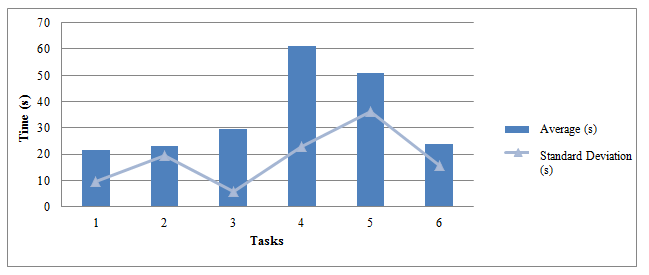 70
60
50
40
30
20
10
0
Time (s)
1 2 3 4 5 6
Tasks
Average (s)
Standard Deviation
(s)